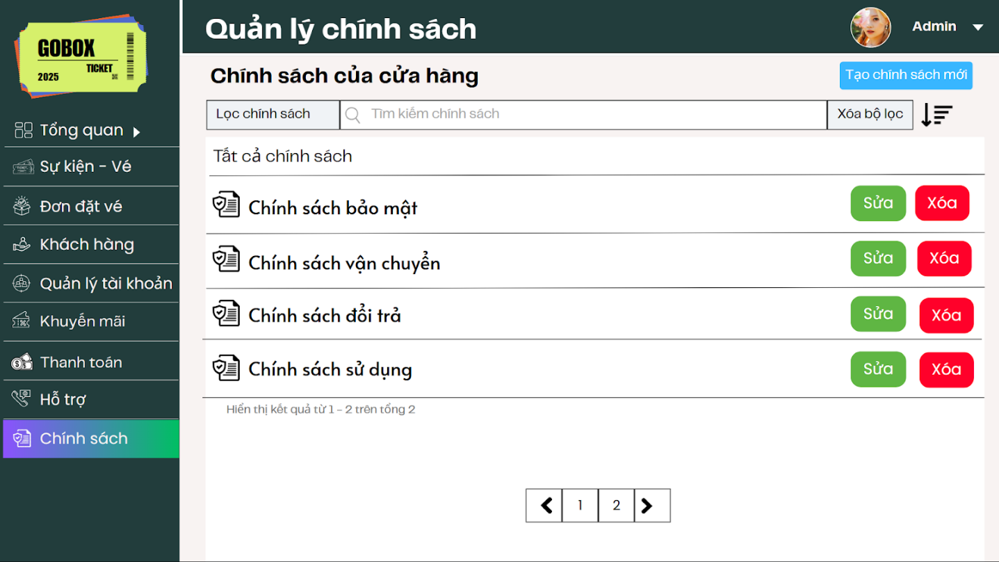 GOBOX
TICKET
2025
Tổng quan
Sự kiện - Vé
Đơn đặt vé
Khách hàng
Quản lý tài khoản
Khuyến mãi
Thanh toán
Hỗ trợ
Chính sách
Quản lý chính sách
Admin
Chính sách của cửa hàng
Tạo chính sách mới
Lọc chính sách
Tìm kiếm chính sách
Xóa bộ lọc
Tất cả chính sách
Chính sách bảo mật
Sửa
Xóa
Chính sách vận chuyển
Sửa
Xóa
Chính sách đổi trả
Sửa
Xóa
Chính sách sử dụng
Sửa
Xóa
Hiển thị kết quả từ 1 - 2 trên tổng 2
1
2